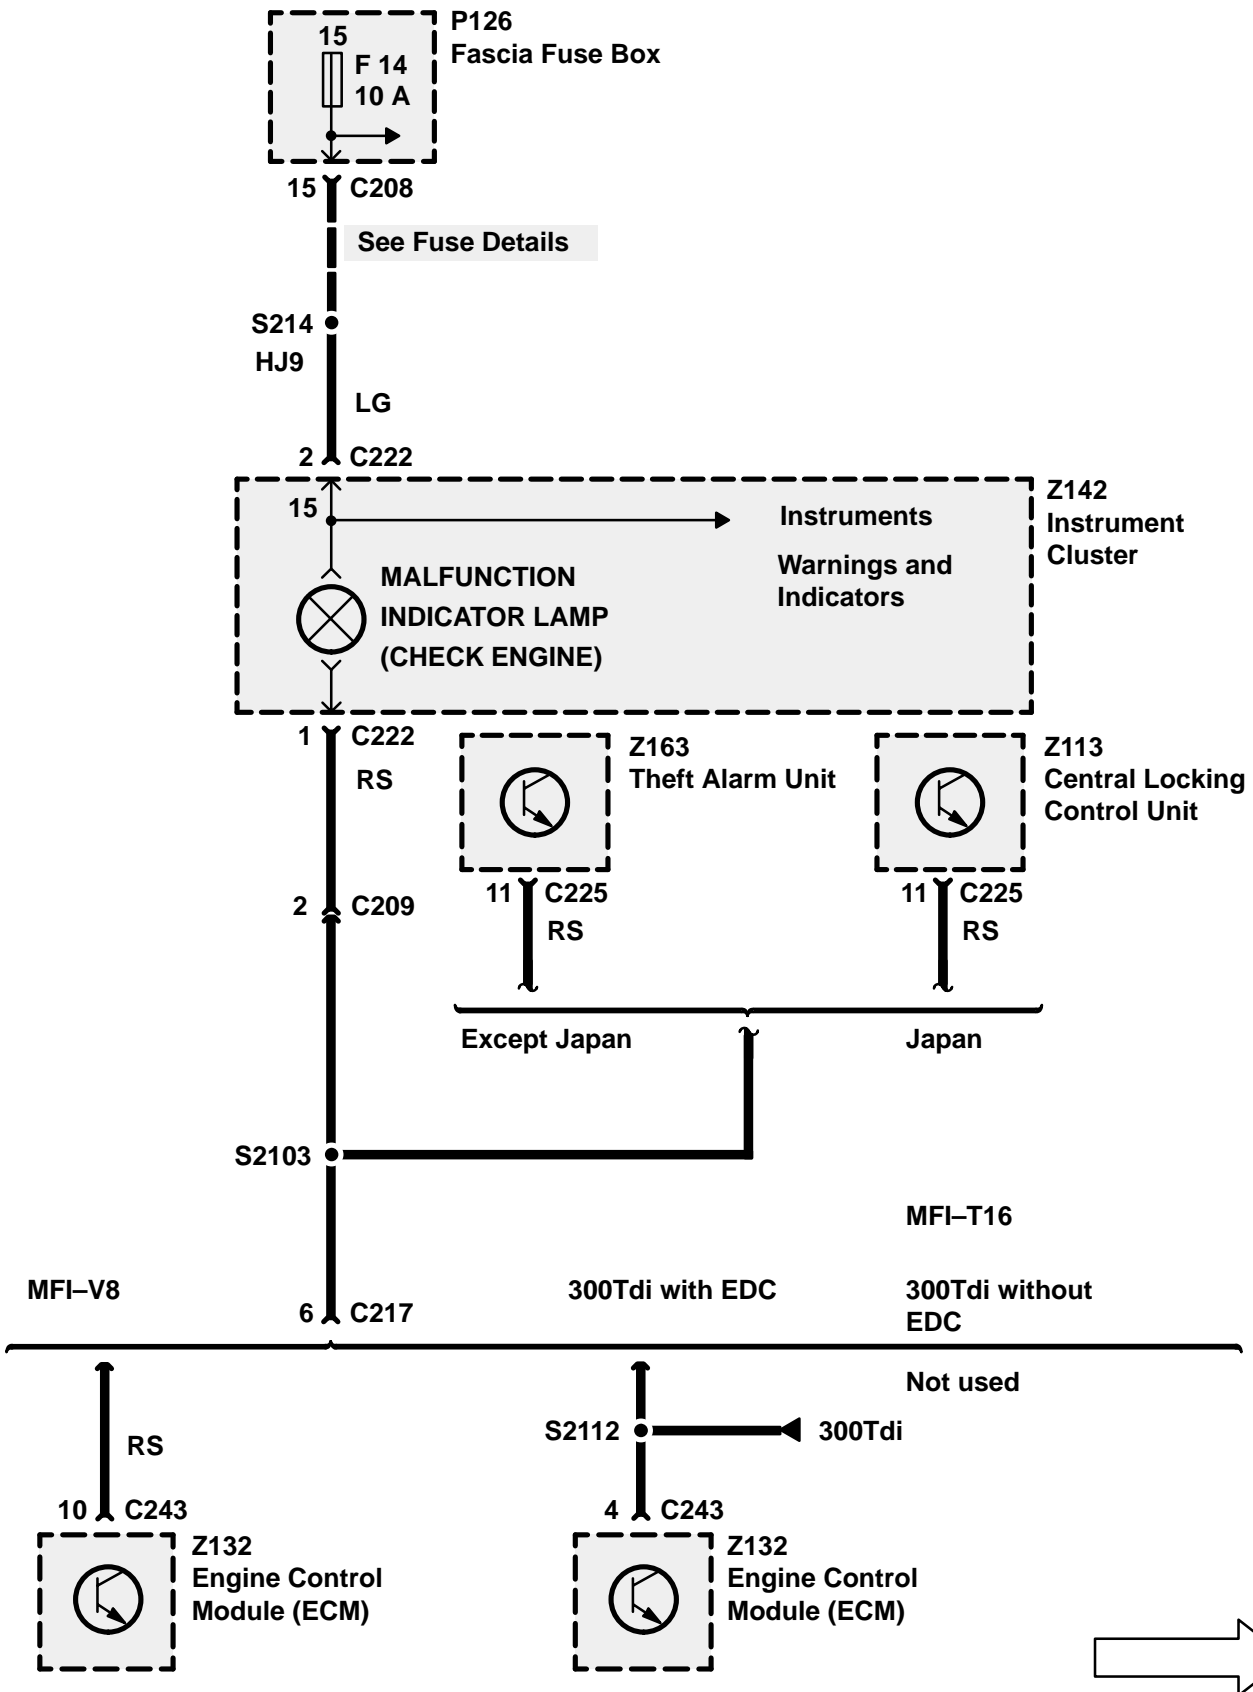 P126
Fascia Fuse Box
15
F 14
10 A
15 C208
See Fuse Details
S214
HJ9
LG
2 C222
Z142
Instrument
Cluster
15
Instruments
Warnings and
Indicators
MALFUNCTION
INDICATOR LAMP
(CHECK ENGINE)
1 C222
RS
Z163
Theft Alarm Unit
Z113
Central Locking
Control Unit
11 C225
RS
11 C225
RS
2 C209
Except Japan
Japan
S2103
MFI–T16
MFI–V8
300Tdi with EDC
300Tdi without
EDC
6 C217
Not used
S2112
300Tdi
RS
10 C243
4 C243
Z132
Engine Control
Module (ECM)
Z132
Engine Control
Module (ECM)